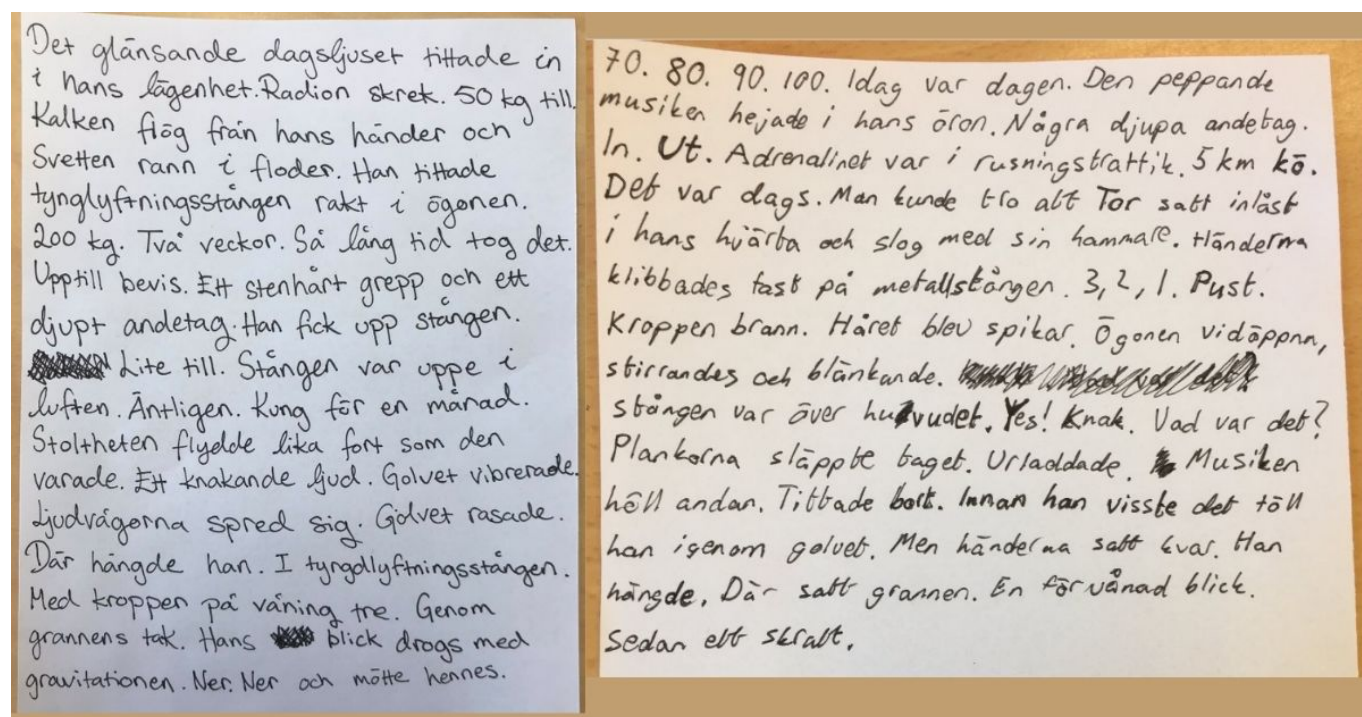 Det glänsande dagsljuset tittade in
i hans lägenhet. Radion skrek. 50 kg till.
Kalken flög från hans händer och
Svetten rann i floder. Han tittade
tynglyftningsstången rakt i ögonen.
200 kg. Två veckor. Så lång tid tog det.
Upptill bevis. Ett stenhårt grepp och ett
djupt andetag. Han fick upp stången.
Lite till. Stången var uppe i
luften. Äntligen. Kung för en månad.
Stoltheten flydde lika fort som den
varade. Ett knakande ljud. Golvet vibrerade.
Ljudvågorna spred sig. Golvet rasade.
Där hängde han. I tyngdlyftningsstången.
Med kroppen på våning tre. Genom
grannens tak. Hans blick drogs med
gravitationen. Ner. Ner och mötte hennes.
70. 80. 90. 100. Idag var dagen. Den peppande
musiken hejade i hans öron. Några djupa andetag.
In. Ut. Adrenalinet var i rusningstraffik. 5 km kö.
Det var dags. Man kunde tro att Tor satt inlåst
i hans hjärta och slog med sin hammare. Händerna
klibbades fast på metallstången. 3, 2, 1. Pust.
Kroppen brann. Håret blev spikar. Ögonen vidöppna,
stirrandes och blänkande.
stången var över huvudet. Yes! Knak. Vad var det?
Plankorna släppte taget. Urladdade. Musiken
höll andan. Tittade bort. Innan han visste det föll
han igenom golvet. Men händerna satt kvar. Han
hängde. Där satt grannen. En förvånad blick.
Sedan ett skratt.